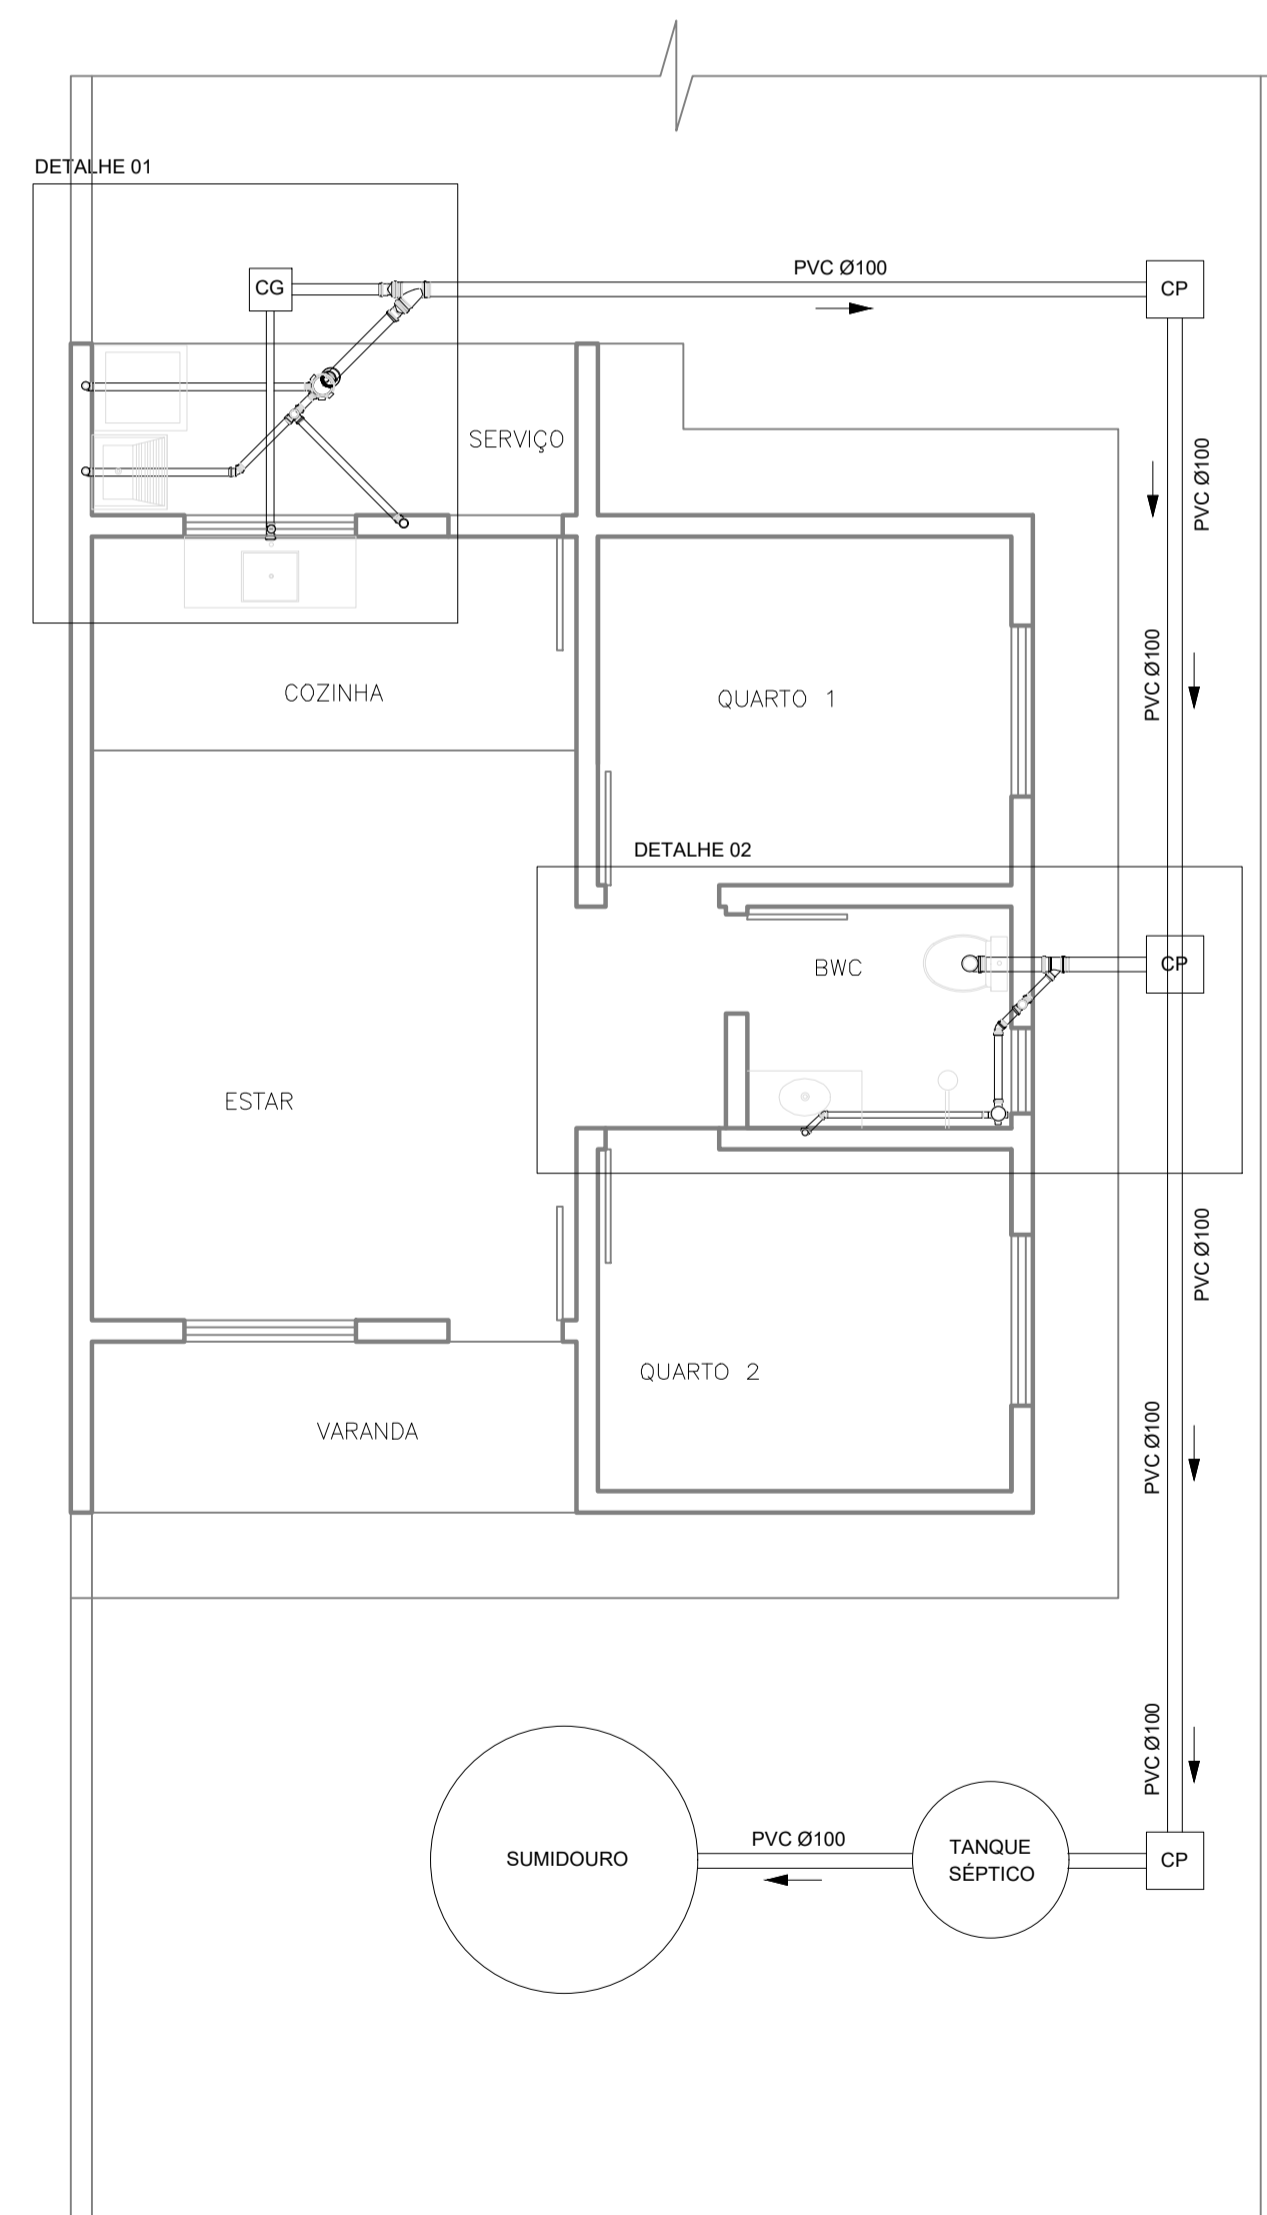 DETALHE 01
CG
PVC Ø100
CP
SERVIÇO
PVC Ø100
PVC Ø100
COZINHA
QUARTO 1
DETALHE 02
BWC
CP
ESTAR
PVC Ø100
QUARTO 2
VARANDA
PVC Ø100
PVC Ø100
SUMIDOURO
PVC Ø100
TANQUE
SÉPTICO
CP